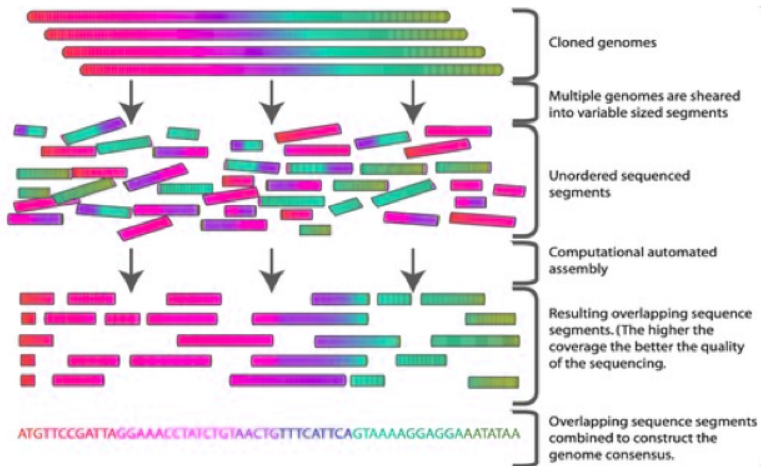 Cloned genomes
Multiple genomes are sheared
into variable sized segments
Unordered sequenced
segments
Computational automated
assembly
Resulting overlapping sequence
segments. (The higher the
coverage the better the quality
of the sequencing.
ATGTTCCGATTAGGAAACCTATCTGTAACTGTTTCATTCAGTAAAAGGAGGAAATATAA
Overlapping sequence segments
combined to construct the
genome consensus.